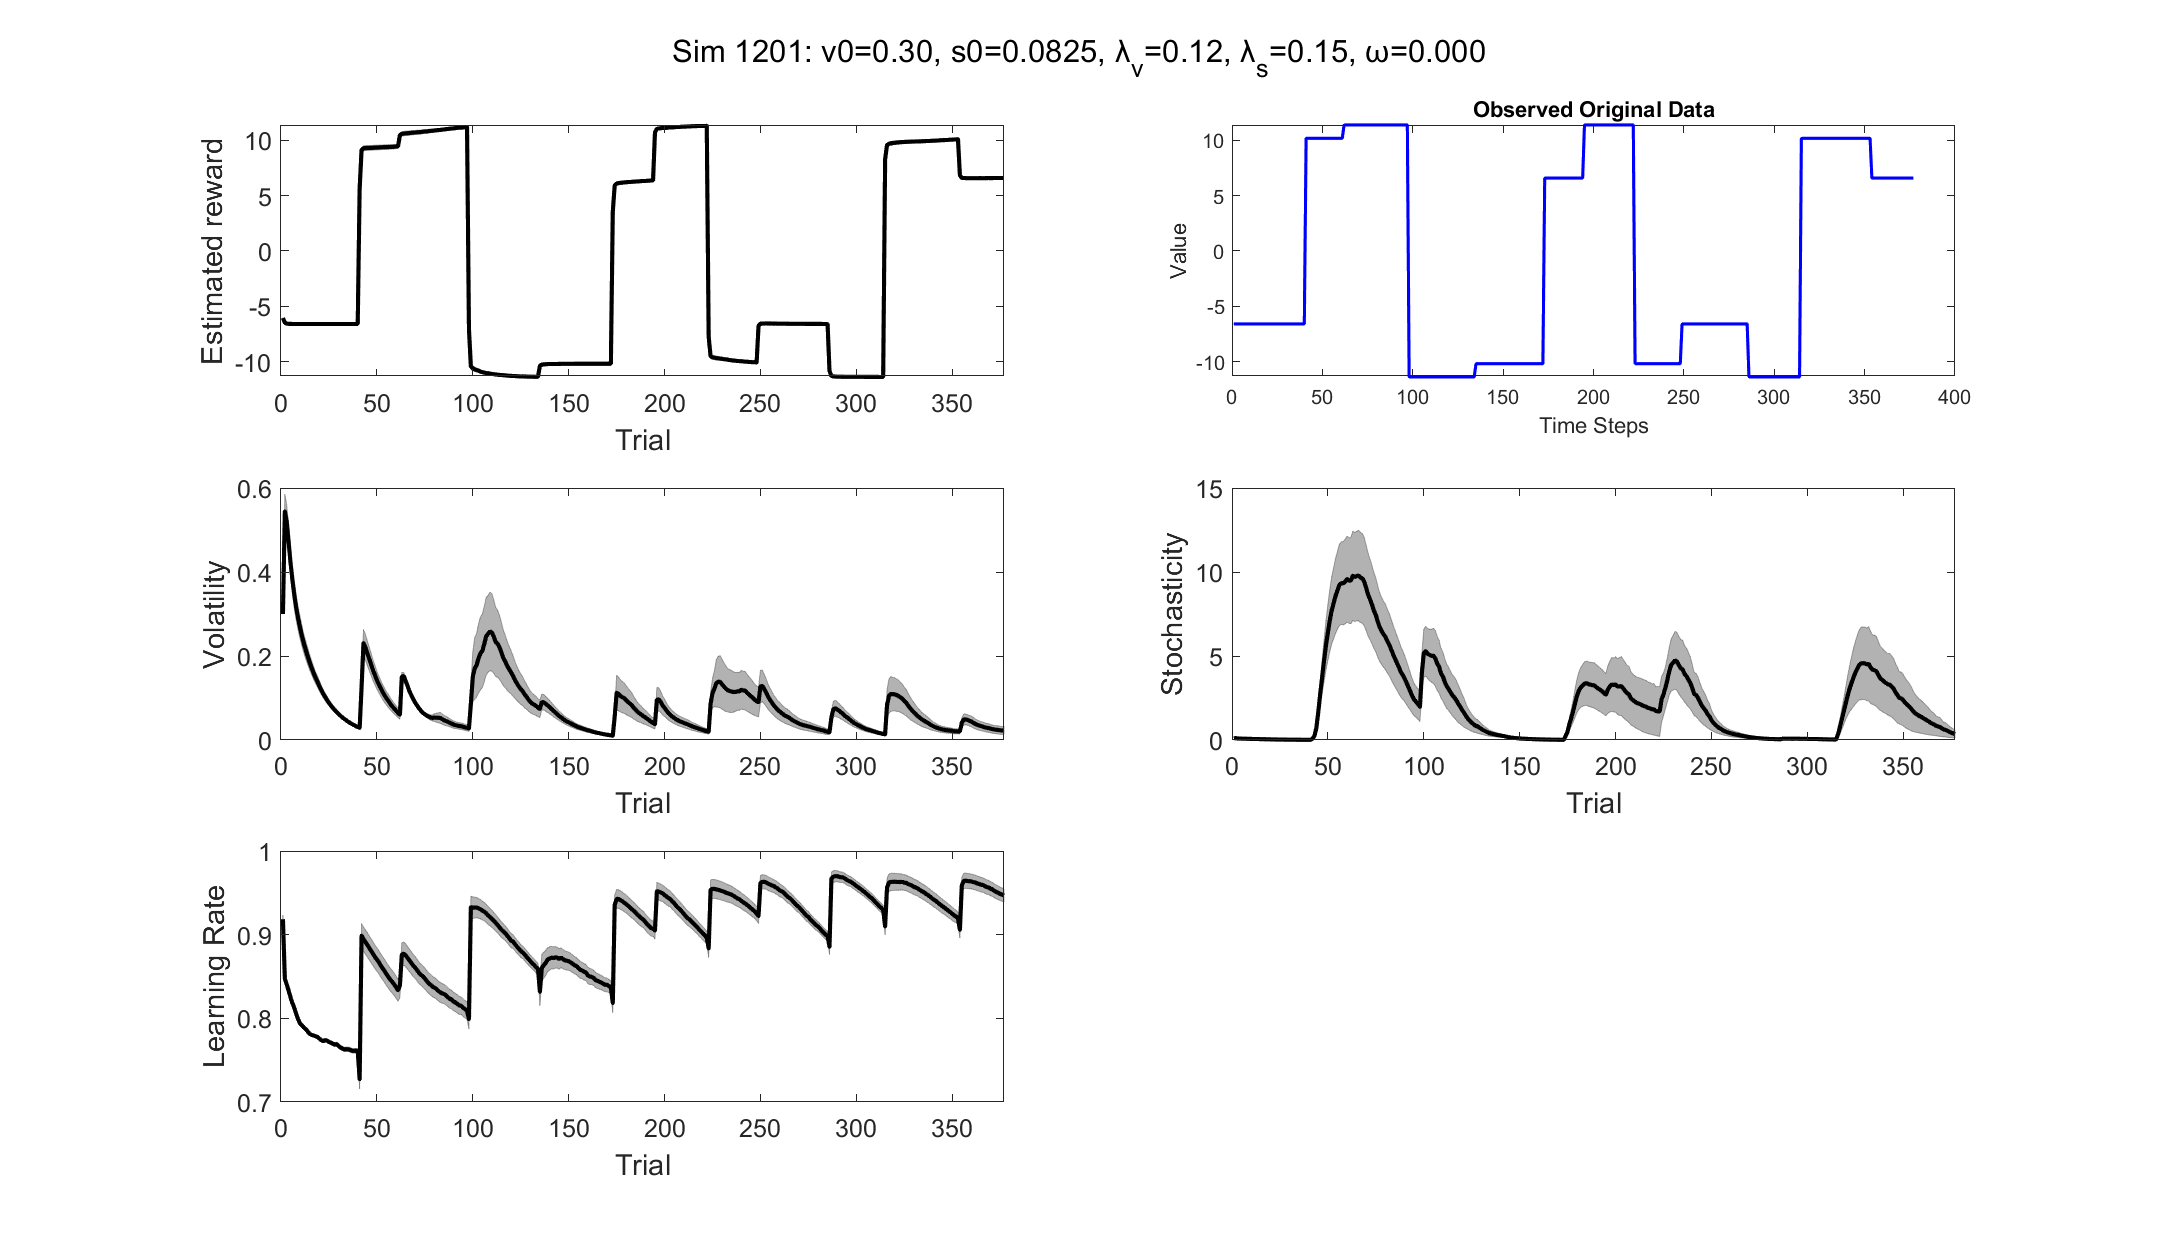 Sim 1201: v0=0.30, s0=0.0825, λv=0.12, λs=0.15, ω=0.000
Estimated reward
10
5
0
-5
-10
0 50 100 150 200 250 300 350
Trial
Observed Original Data
Value
10
5
0
-5
-10
0 50 100 150 200 250 300 350 400
Time Steps
Volatility
0.6
0.4
0.2
0
0 50 100 150 200 250 300 350
Trial
Stochasticity
15
10
5
0
0 50 100 150 200 250 300 350
Trial
Learning Rate
1
0.9
0.8
0.7
0 50 100 150 200 250 300 350
Trial